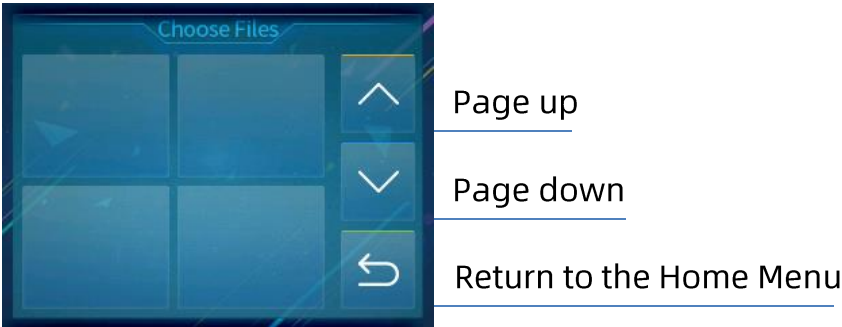 Choose Files
Page up
Page down
Return to the Home Menu